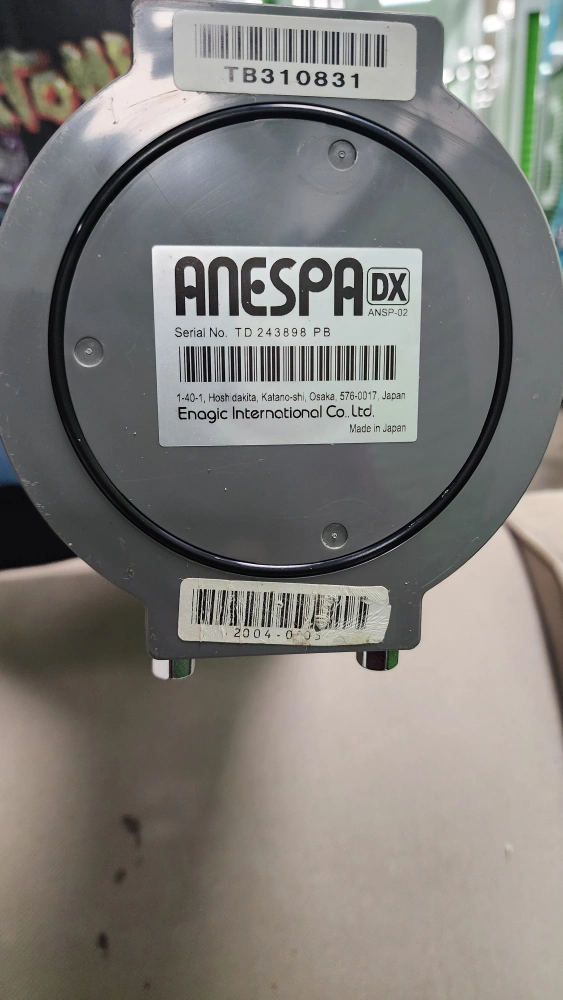 TB310831
ANESPA DX
ANSP-02
Serial No. TD 243898 PB
1-40-1, Hoshidakita, Katano-shi, Osaka, 576-0017, Japan
Enagic International Co., Ltd.
Made in Japan